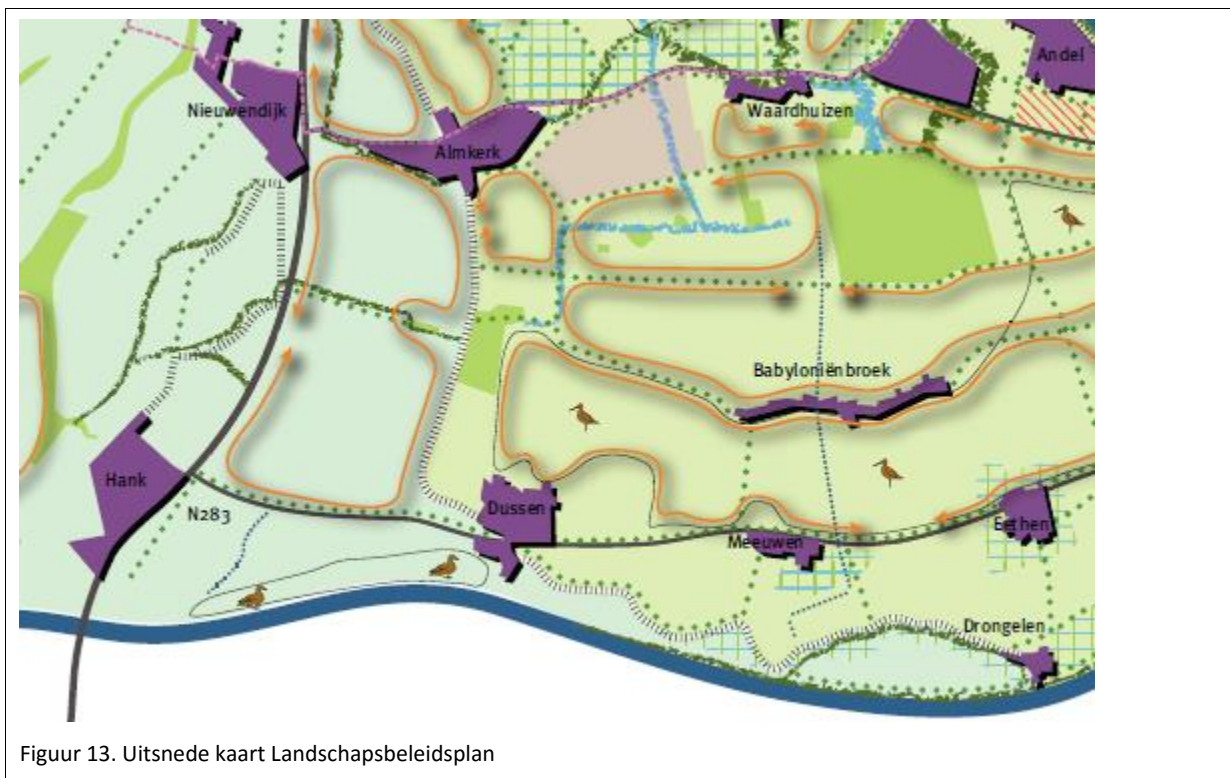 Andel
Nieuwendijk
Waardhuizen
Almkerk
Babyloniënbroek
Hank
N283
Dussen
Eethen
Meeuwen
Drongelen
Figuur 13. Uitsnede kaart Landschapsbeleidsplan